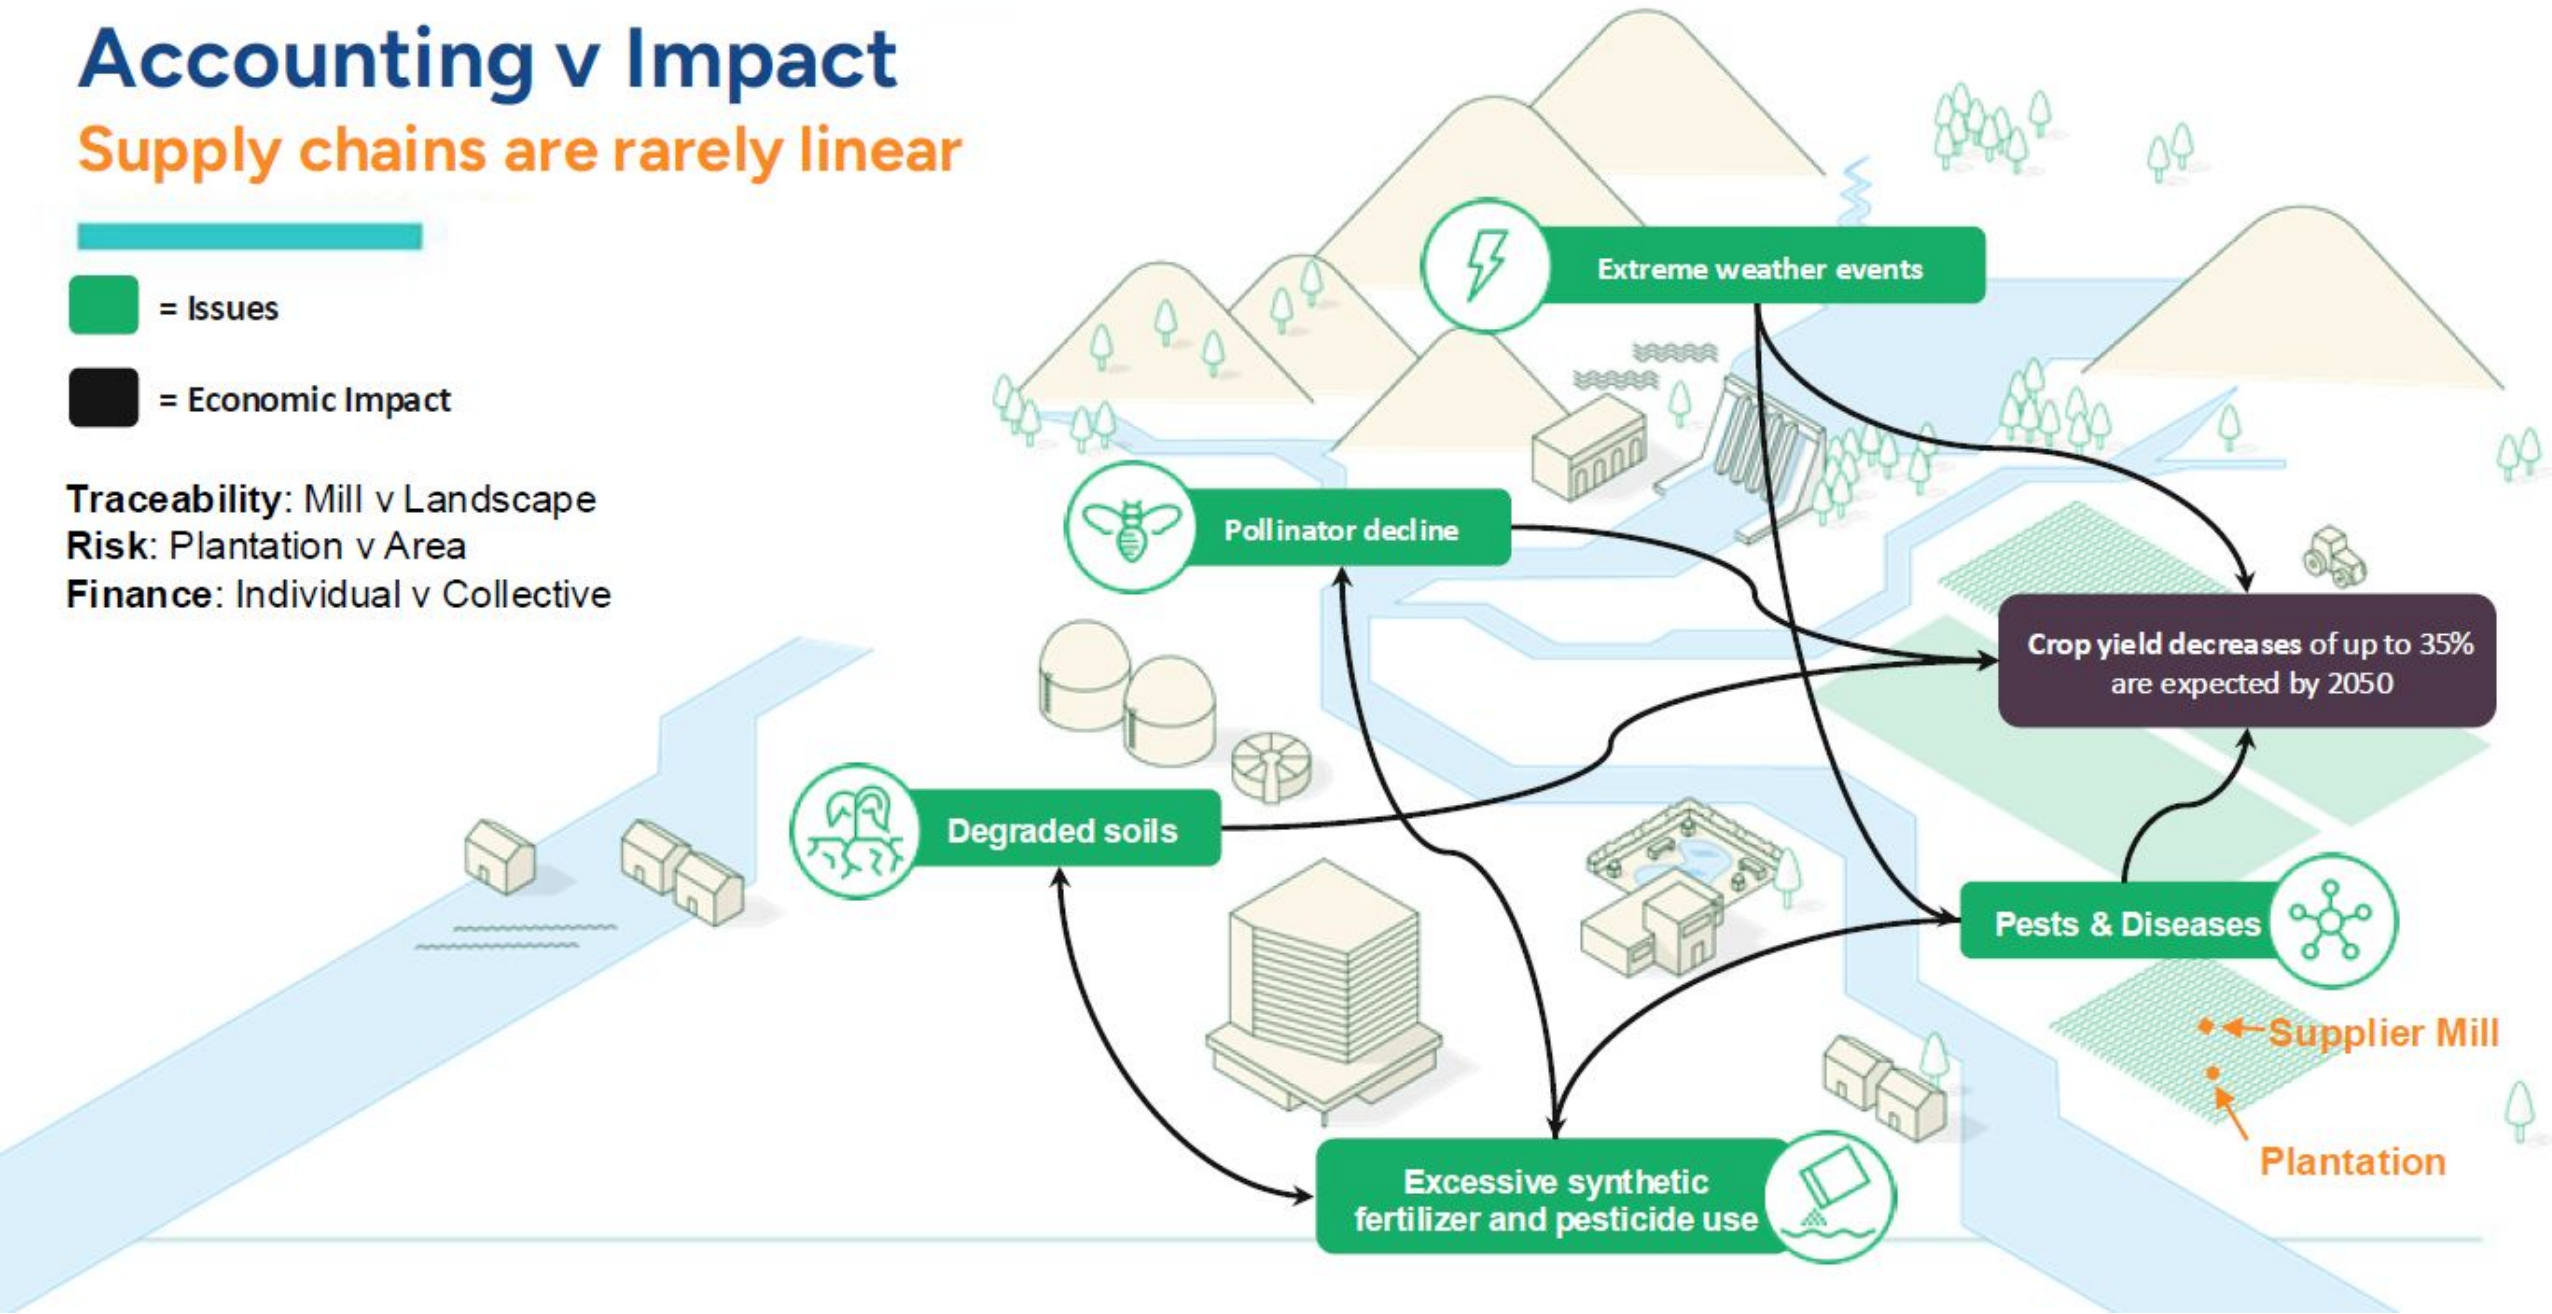 Accounting v Impact
Supply chains are rarely linear
= Issues
= Economic Impact
Traceability: Mill v Landscape
Risk: Plantation v Area
Finance: Individual v Collective
Extreme weather events
Pollinator decline
Crop yield decreases of up to 35%
are expected by 2050
Degraded soils
Pests & Diseases
Supplier Mill
Plantation
Excessive synthetic
fertilizer and pesticide use